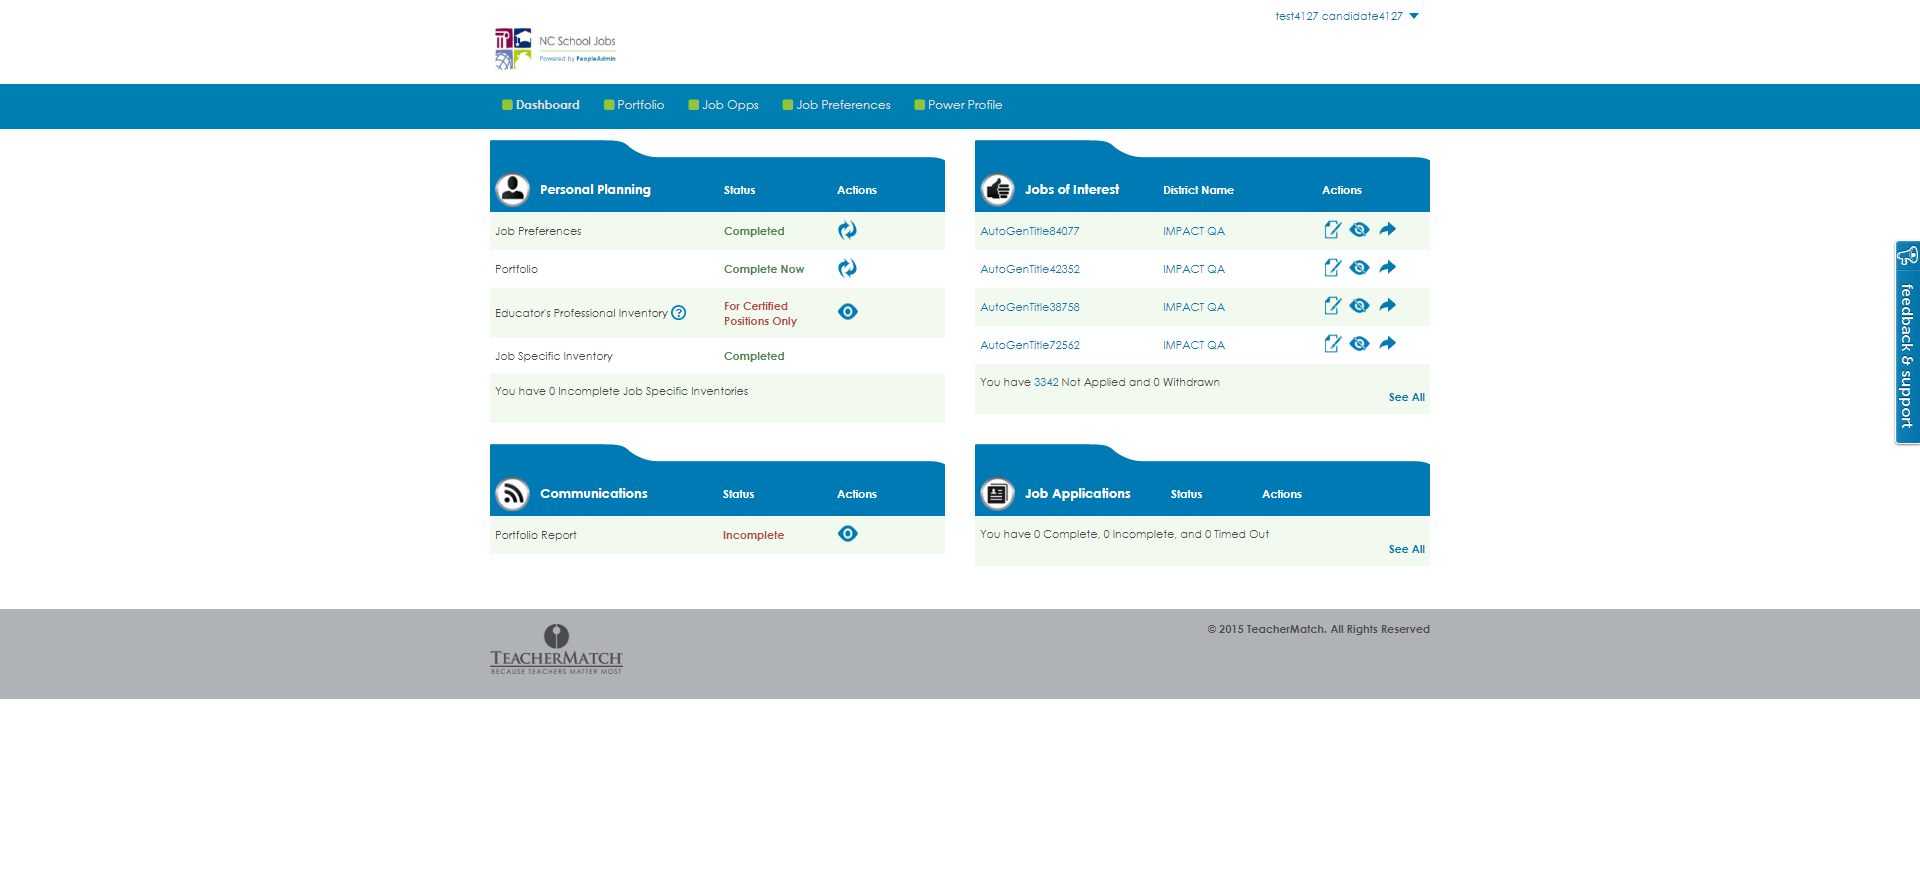 test4127 candidate4127
NC School Jobs
Powered by PeopleAdmin
Dashboard Portfolio Job Opps Job Preferences Power Profile
Personal Planning Status Actions
Job Preferences Completed
Portfolio Complete Now
Educator's Professional Inventory ? For Certified
Positions Only
Job Specific Inventory Completed
You have 0 Incomplete Job Specific Inventories
Jobs of Interest District Name Actions
AutoGenTitle84077 IMPACT QA
AutoGenTitle42352 IMPACT QA
AutoGenTitle38758 IMPACT QA
AutoGenTitle72562 IMPACT QA
You have 3342 Not Applied and 0 Withdrawn
See All
Communications Status Actions
Portfolio Report Incomplete
Job Applications Status Actions
You have 0 Complete, 0 Incomplete, and 0 Timed Out
See All
feedback & support
TEACHERMATCH
BECAUSE TEACHERS MATTER MOST
© 2015 TeacherMatch. All Rights Reserved